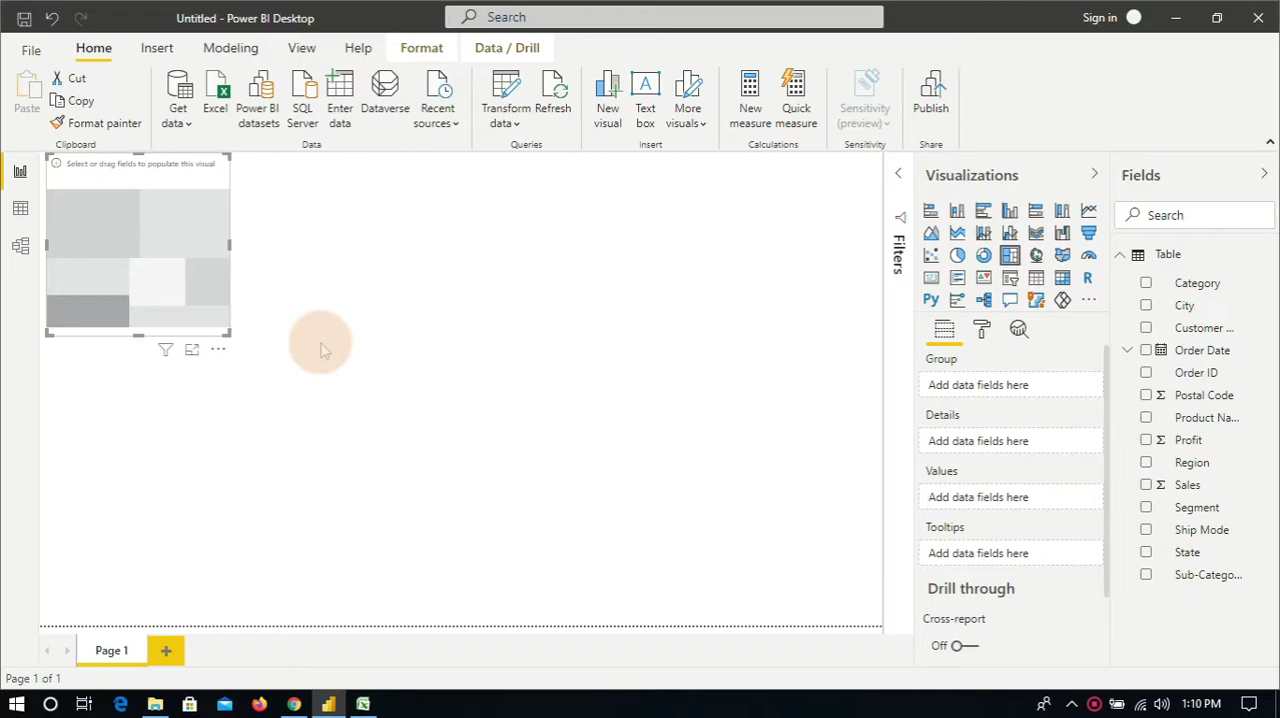 Untitled - Power BI Desktop
Search
Sign in
File
Home
Insert
Modeling
View
Help
Format
Data / Drill
Paste
Cut
Copy
Format painter
Get data
Excel
Power BI datasets
SQL Server
Enter data
Dataverse
Recent sources
Transform data
Refresh
New visual
Text box
More visuals
New measure
Quick measure
Sensitivity (preview)
Publish
Clipboard
Data
Queries
Insert
Calculations
Sensitivity
Share
Select or drag fields to populate this visual
Filters
Visualizations
R
Py
Group
Add data fields here
Details
Add data fields here
Values
Add data fields here
Tooltips
Add data fields here
Drill through
Cross-report
Off
Fields
Search
Table
Category
City
Customer ...
Order Date
Order ID
Postal Code
Product Na...
Profit
Region
Sales
Segment
Ship Mode
State
Sub-Catego...
Page 1
Page 1 of 1
1:10 PM